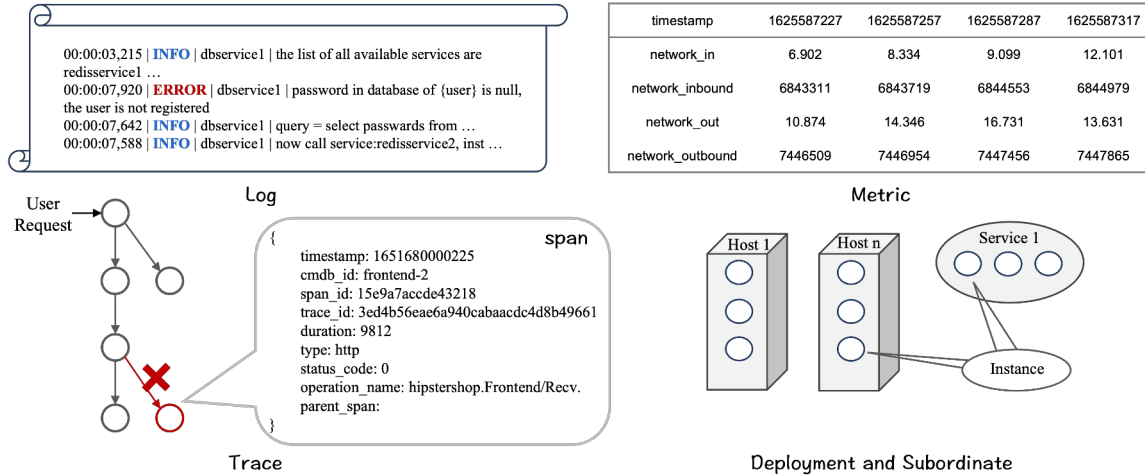 00:00:03,215 | INFO | dbservice1 | the list of all available services are
redisservice1 …
00:00:07,920 | ERROR | dbservice1 | password in database of {user} is null,
the user is not registered
00:00:07,642 | INFO | dbservice1 | query = select passwards from …
00:00:07,588 | INFO | dbservice1 | now call service:redisservice2, inst …
Log
timestamp 1625587227 1625587257 1625587287 1625587317
network_in 6.902 8.334 9.099 12.101
network_inbound 6843311 6843719 6844553 6844979
network_out 10.874 14.346 16.731 13.631
network_outbound 7446509 7446954 7447456 7447865
Metric
User
Request
span
{
timestamp: 1651680000225
cmdb_id: frontend-2
span_id: 15e9a7accde43218
trace_id: 3ed4b56eae6a940cabaacdc4d8b49661
duration: 9812
type: http
status_code: 0
operation_name: hipstershop.Frontend/Recv.
parent_span:
}
Trace
Host 1
Host n
Service 1
Instance
Deployment and Subordinate